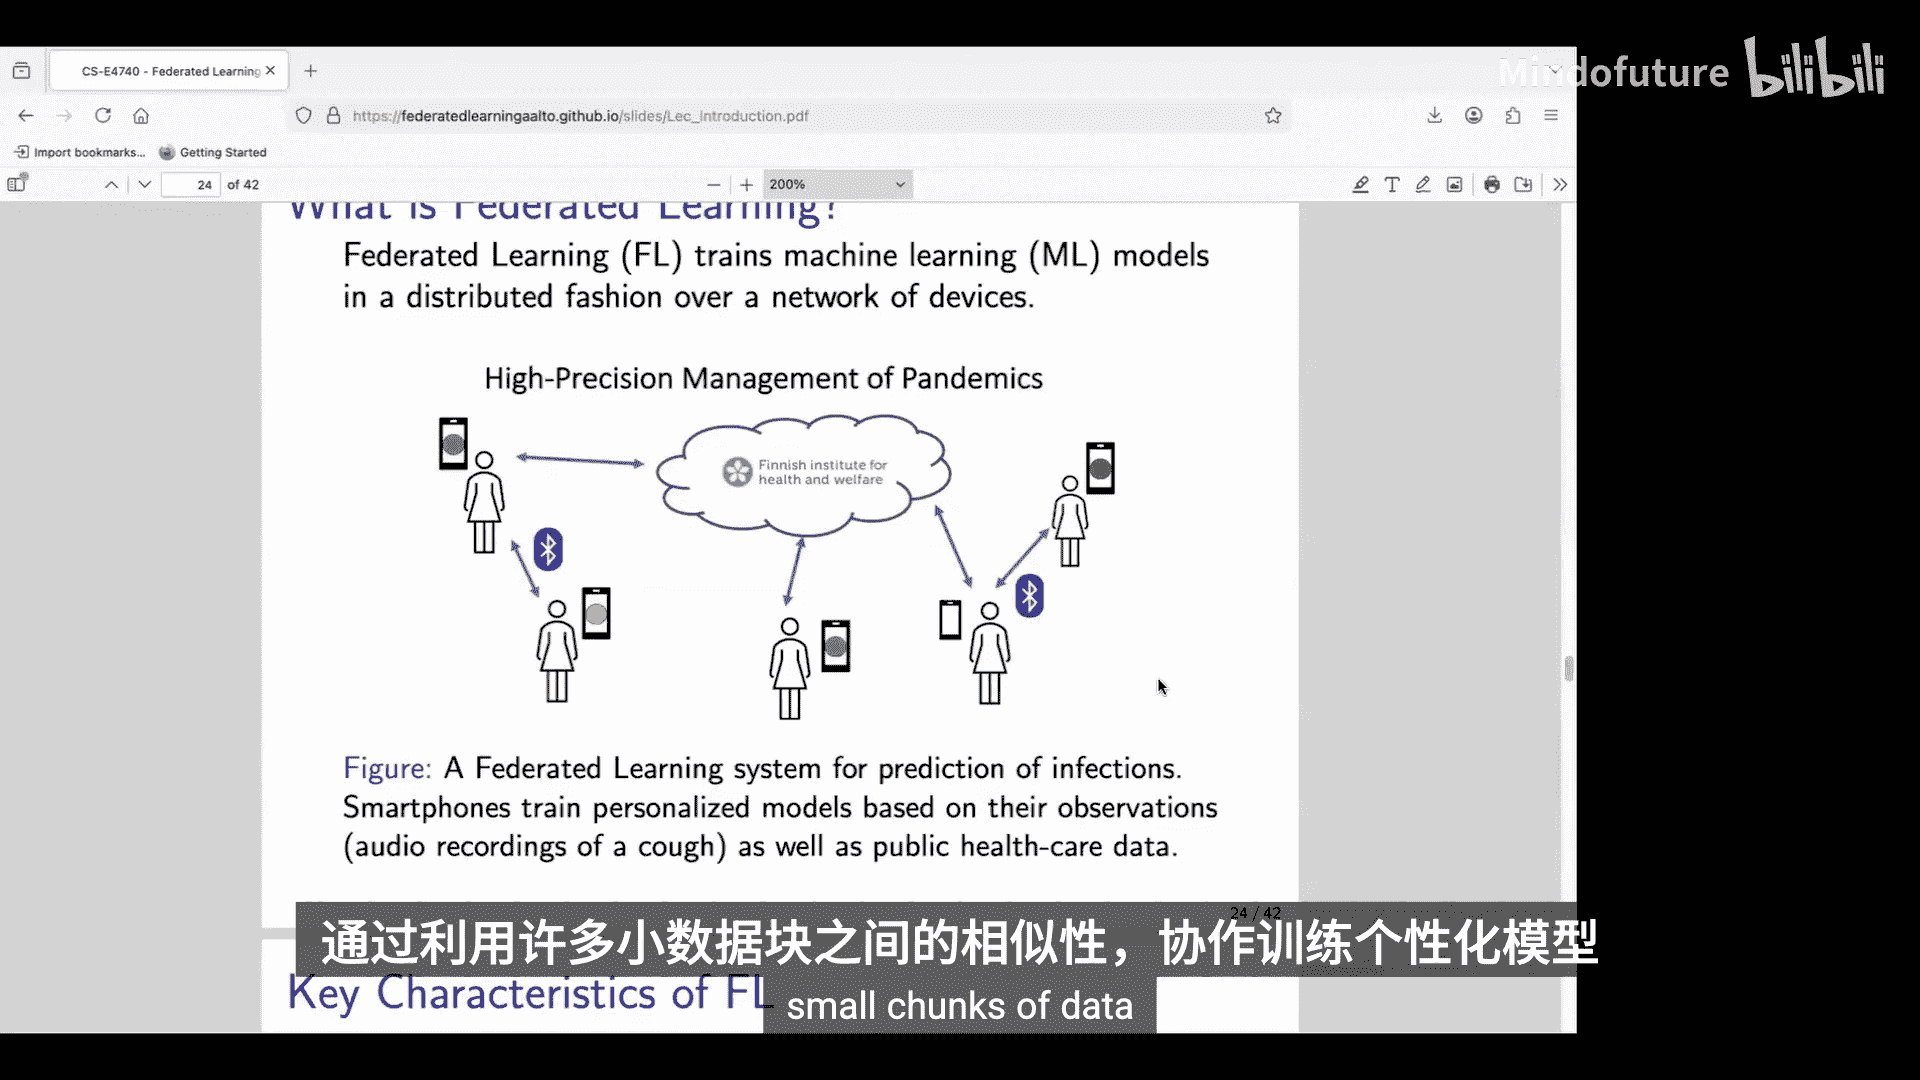 Mindofuture bilibili
CS-E4740 - Federated Learning
https://federatedlearningaalto.github.io/slides/Lec_Introduction.pdf
Import bookmarks... Getting Started
24 of 42
200%
What is Federated Learning?
Federated Learning (FL) trains machine learning (ML) models
in a distributed fashion over a network of devices.
High-Precision Management of Pandemics
Finnish institute for
health and welfare
Figure: A Federated Learning system for prediction of infections.
Smartphones train personalized models based on their observations
(audio recordings of a cough) as well as public health-care data.
24 / 42
通过利用许多小数据块之间的相似性，协作训练个性化模型
Key Characteristics of FL
small chunks of data